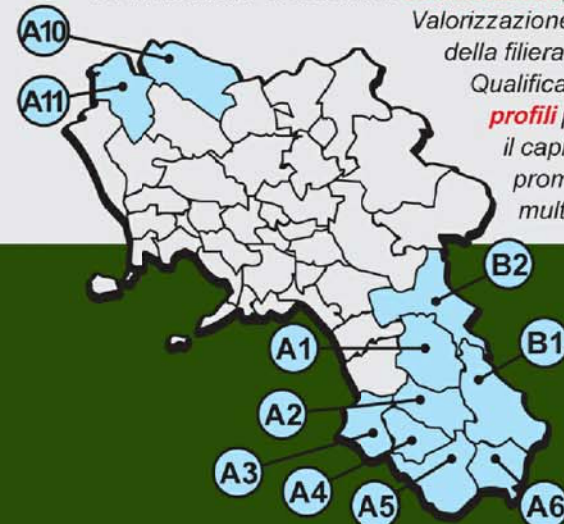 A10
A11
Valorizzazione
della filiera
Qualifica
profili
il capi
prom
mult
B2
A1
B1
A2
A3
A4
A5
A6